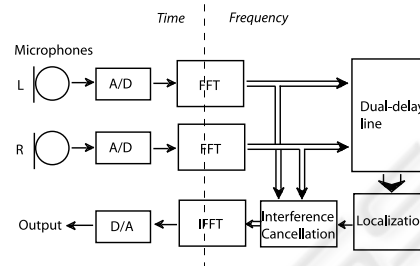 Time Frequency
Microphones
L A/D FFT
Dual-delay
line
R A/D FFT
Output D/A IFFT Interference
Cancellation Localization